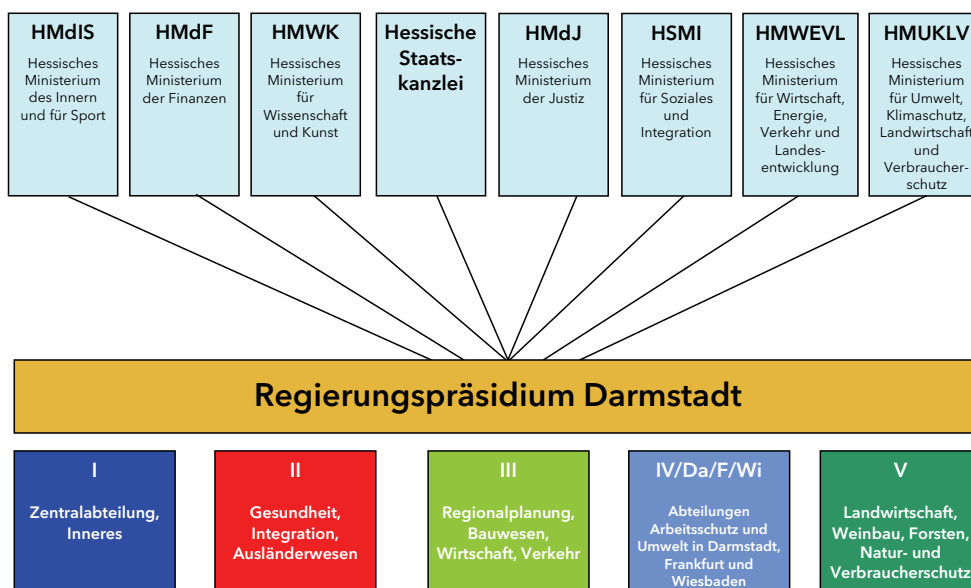 HMdIS
Hessisches
Ministerium
des Innern
und für Sport
HMdF
Hessisches
Ministerium
der Finanzen
HMWK
Hessisches
Ministerium
für
Wissenschaft
und Kunst
Hessische
Staats-
kanzlei
HMdJ
Hessisches
Ministerium
der Justiz
HSMI
Hessisches
Ministerium
für Soziales
und
Integration
HMWEVL
Hessisches
Ministerium
für Wirtschaft,
Energie,
Verkehr und
Landes-
entwicklung
HMUKLV
Hessisches
Ministerium
für Umwelt,
Klimaschutz,
Landwirtschaft
und
Verbraucher-
schutz
Regierungspräsidium Darmstadt
I
Zentralabteilung,
Inneres
II
Gesundheit,
Integration,
Ausländerwesen
III
Regionalplanung,
Bauwesen,
Wirtschaft, Verkehr
IV/Da/F/Wi
Abteilungen
Arbeitsschutz und
Umwelt in Darmstadt,
Frankfurt und
Wiesbaden
V
Landwirtschaft,
Weinbau, Forsten,
Natur- und
Verbraucherschutz